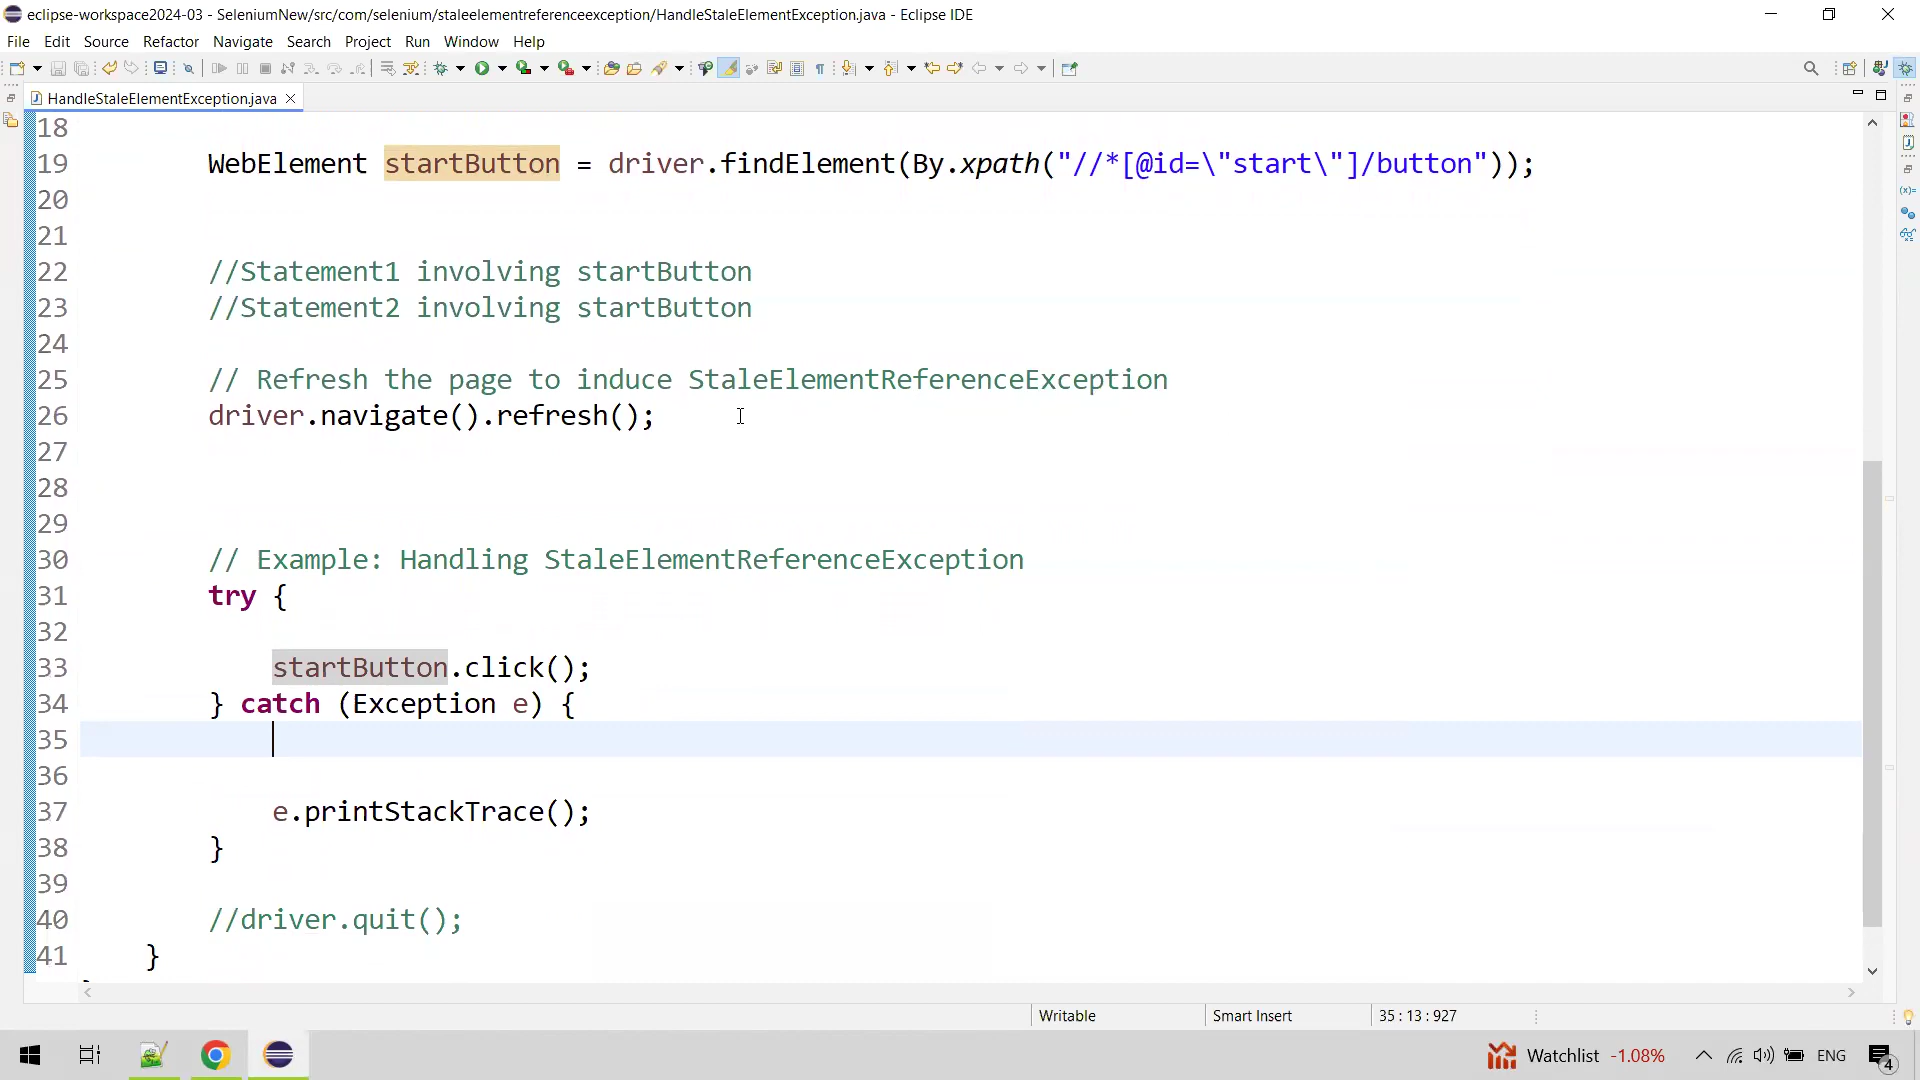 eclipse-workspace2024-03 - SeleniumNew/src/com/selenium/staleelementreferenceexception/HandleStaleElementException.java - Eclipse IDE
File Edit Source Refactor Navigate Search Project Run Window Help
HandleStaleElementException.java
18
19 WebElement startButton = driver.findElement(By.xpath("//*[@id=\"start\"]/button"));
20
21
22 //Statement1 involving startButton
23 //Statement2 involving startButton
24
25 // Refresh the page to induce StaleElementReferenceException
26 driver.navigate().refresh();
27
28
29
30 // Example: Handling StaleElementReferenceException
31 try {
32
33 startButton.click();
34 } catch (Exception e) {
35
36
37 e.printStackTrace();
38 }
39
40 //driver.quit();
41 }
Writable Smart Insert 35 : 13 : 927
Watchlist -1.08% ENG 4